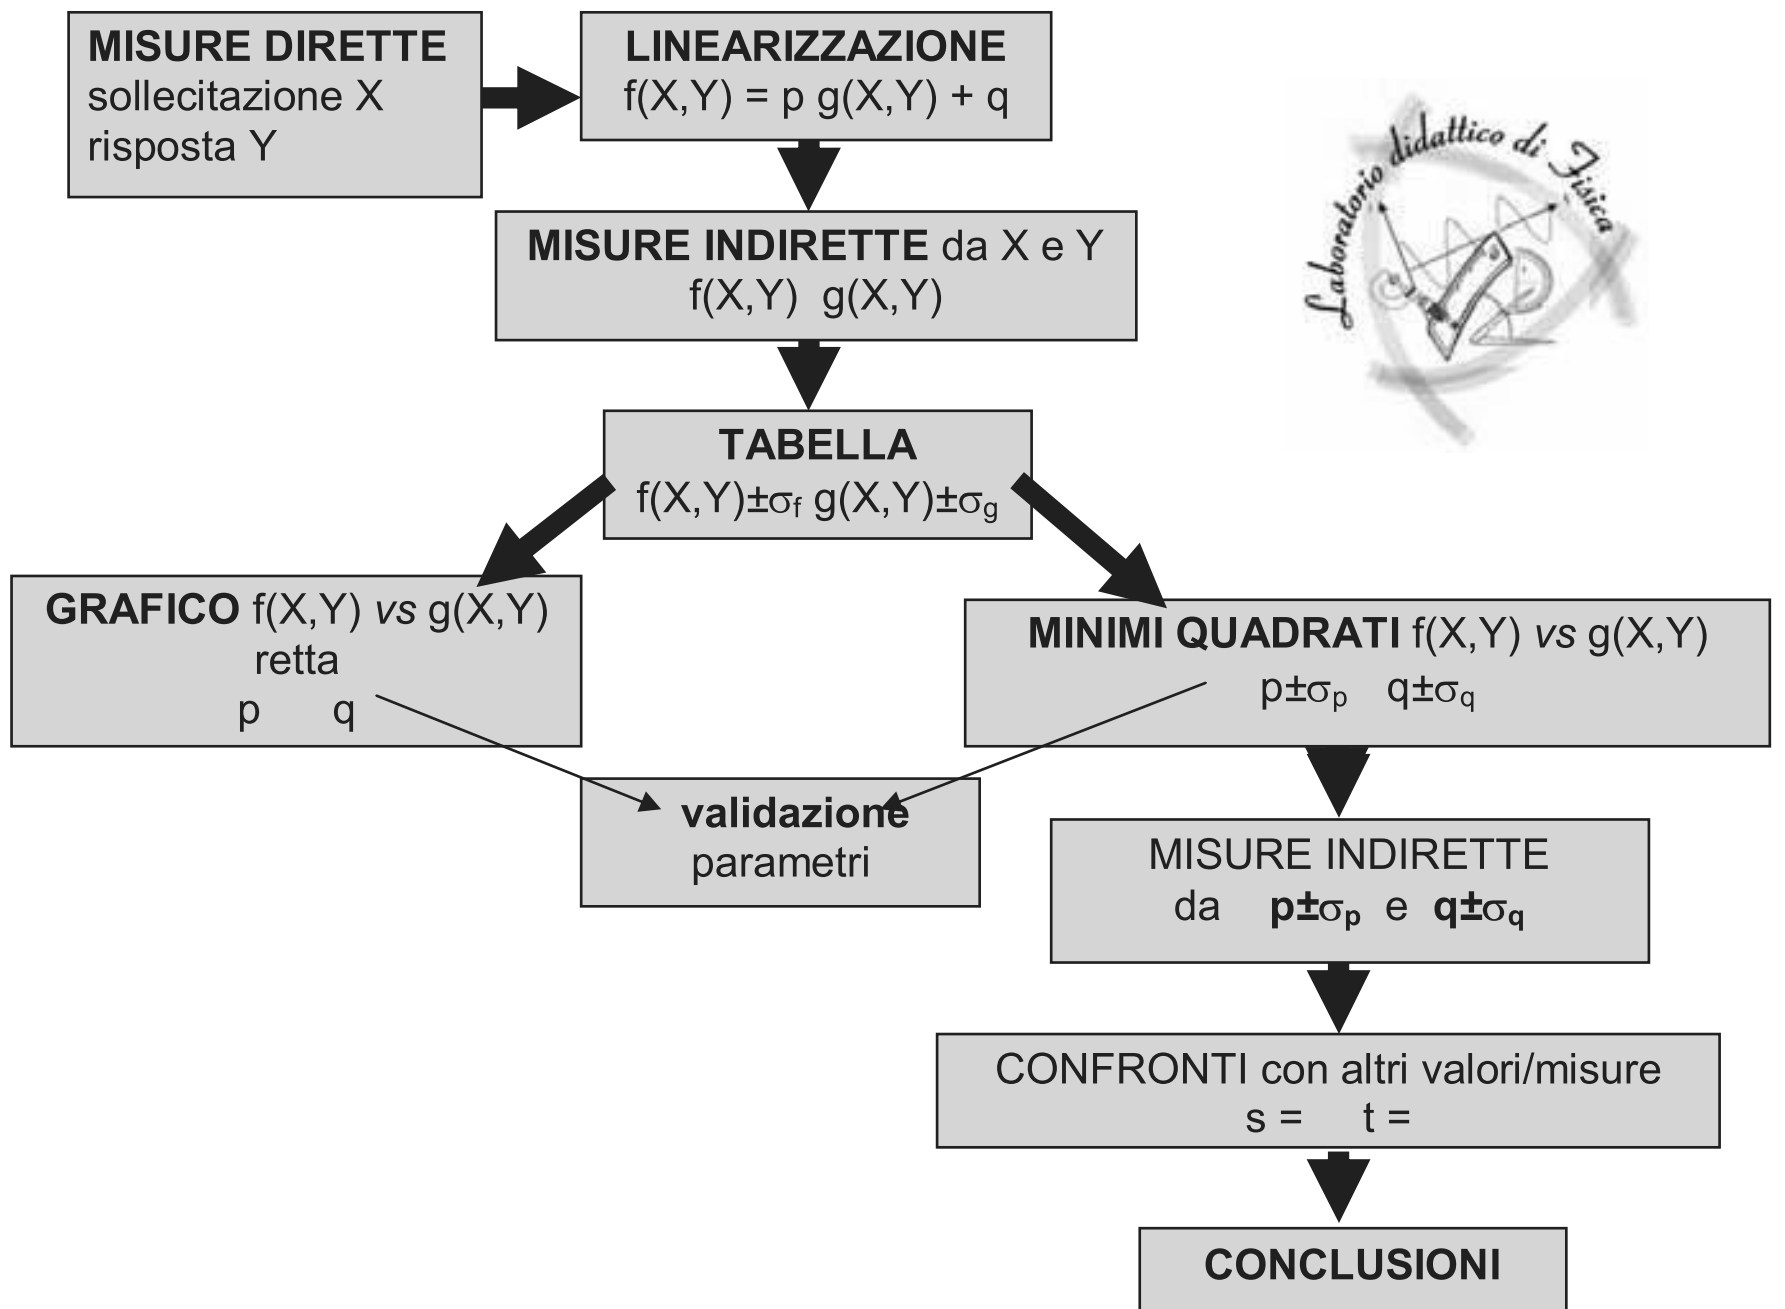 MISURE DIRETTE
sollecitazione X
risposta Y
LINEARIZZAZIONE
f(X,Y) = p g(X,Y) + q
Laboratorio didattico di Fisica
MISURE INDIRETTE da X e Y
f(X,Y) g(X,Y)
TABELLA
f(X,Y)±σf g(X,Y)±σg
GRAFICO f(X,Y) vs g(X,Y)
retta
p q
MINIMI QUADRATI f(X,Y) vs g(X,Y)
p±σp q±σq
validazione
parametri
MISURE INDIRETTE
da p±σp e q±σq
CONFRONTI con altri valori/misure
s = t =
CONCLUSIONI